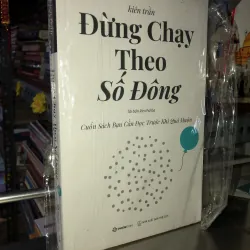 kiên trần
Đừng Chạy
Theo
Số Đông
Cuốn Sách Bạn Cần Đọc Trước Khi Quá Muộn